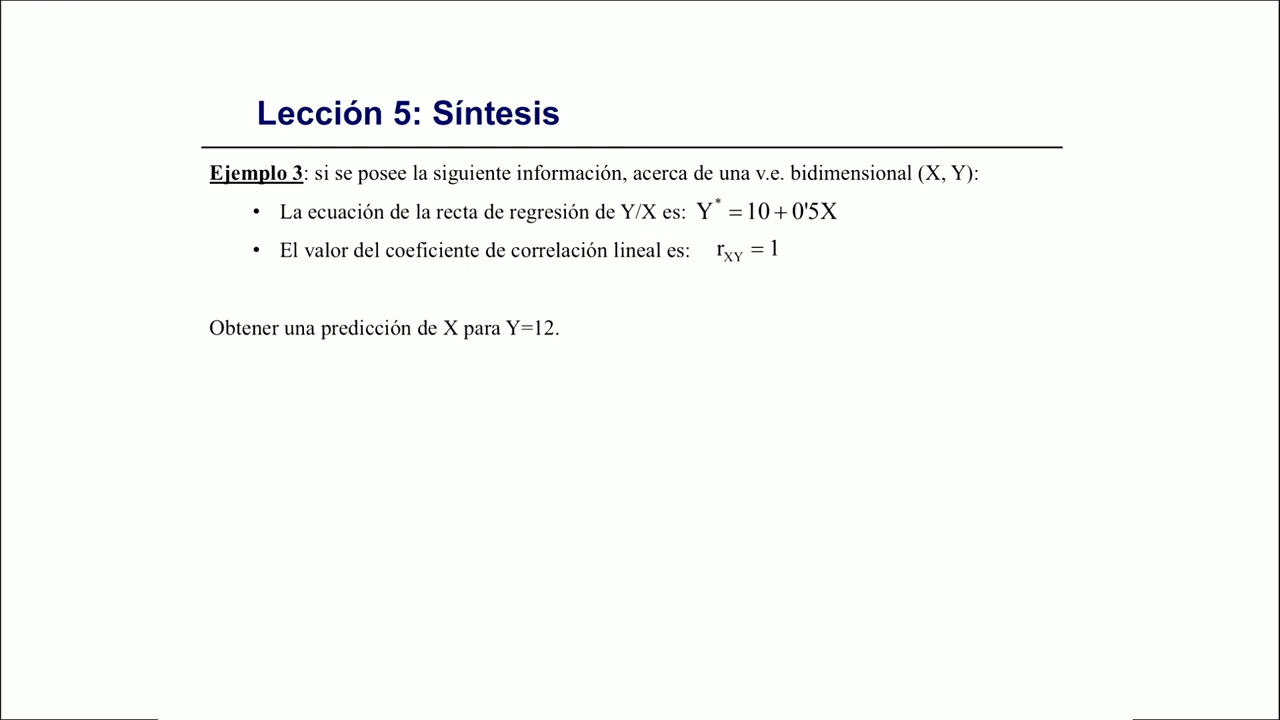 Lección 5: Síntesis
Ejemplo 3: si se posee la siguiente información, acerca de una v.e. bidimensional (X, Y):
• La ecuación de la recta de regresión de Y/X es: Y* = 10 + 0'5X
• El valor del coeficiente de correlación lineal es: r_XY = 1
Obtener una predicción de X para Y=12.